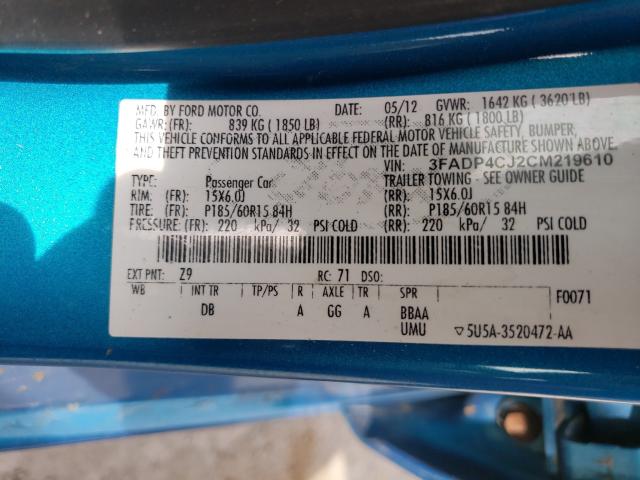 MFD. BY FORD MOTOR CO. DATE: 05/12 GVWR: 1642 KG ( 3620 LB)
GAWR: (FR): 839 KG ( 1850 LB) (RR): 816 KG ( 1800 LB)
THIS VEHICLE CONFORMS TO ALL APPLICABLE FEDERAL MOTOR VEHICLE SAFETY, BUMPER,
AND THEFT PREVENTION STANDARDS IN EFFECT ON THE DATE OF MANUFACTURE SHOWN ABOVE.
VIN: 3FADP4CJ2CM219610
TYPE: Passenger Car TRAILER TOWING - SEE OWNER GUIDE
RIM: (FR): 15X6.0J (RR): 15X6.0J
TIRE: (FR): P185/60R15 84H (RR): P185/60R15 84H
PRESSURE: (FR): 220 kPa/ 32 PSI COLD (RR): 220 kPa/ 32 PSI COLD
EXT PNT: Z9 RC: 71 DSO:
WB INT TR TP/PS R AXLE TR SPR F0071
DB A GG A BBAA
UMU ▽5U5A-3520472-AA